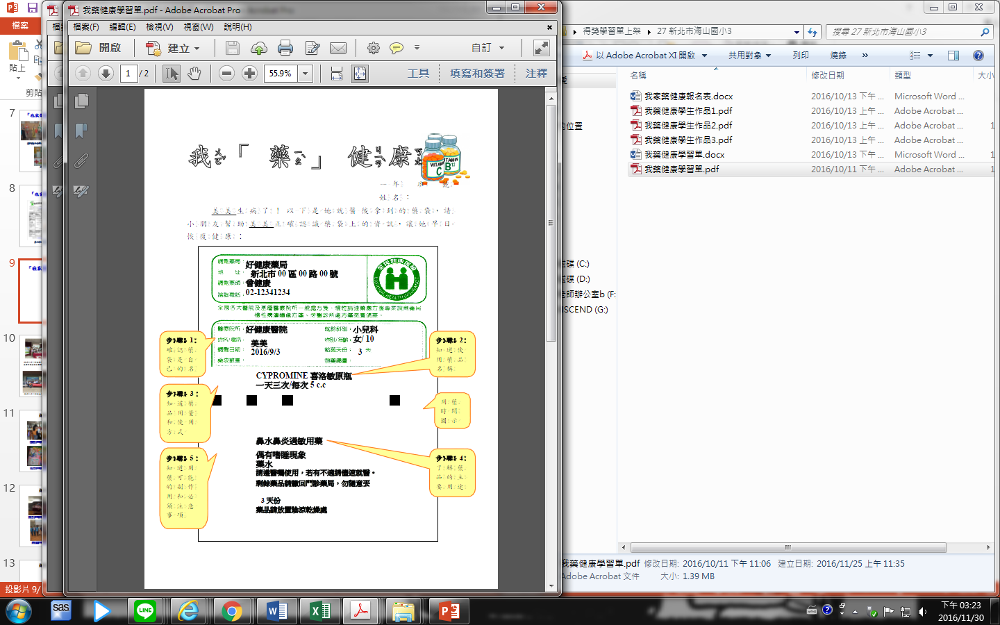 我藥健康學習單.pdf - Adobe Acrobat Pro
檔案(F) 編輯(E) 檢視(V) 視窗(W) 說明(H)
開啟 建立 自訂
1 / 2 55.9% 工具 填寫和簽署 注釋
我「藥」健康
VITAMIN C
VITAMIN B12
一年 班 號
姓名：
美美生病了！以下是她就醫後拿到的藥袋，請
小朋友幫助美美正確認識藥袋上的資訊，讓她早日
恢復健康：
調劑藥局：好健康藥局
地 址：新北市 00 區 00 路 00 號
調劑藥師：曾健康
諮詢電話：02-12341234
醫療院所：好健康醫院 就診科別：小兒科
美美 性別/年齡：女/ 10
調劑日期：2016/9/3 給藥天份：3 天
步驟1：
確認藥
袋是自
己的名
步驟2：
知道使
用藥品
名稱
CYPROMINE 喜洛敏原瓶
一天三次/每次 5 c.c
步驟3：
知道藥
品用量
和使用
方式
用藥
時間
圖示
鼻水鼻炎過敏用藥
偶有嗜睡現象
藥水
請遵醫囑使用，若有不適請儘速就醫。
剩餘藥品請繳回門診藥局，勿隨意丟
步驟4：
了解藥
品的主
要用途
步驟5：
知道用
藥可能
的副作
用和必
須注意
事項
3 天份
藥品請放置陰涼乾燥處
檔案
貼上
剪貼
7
8
9
10
11
12
13
投影片 9/
得獎學習單上架 27 新北市海山國小3 搜尋 27 新北市海山國小3
以 Adobe Acrobat XI 開啟 共用對象 列印 燒錄 »
名稱 修改日期 類型 大小
我家藥健康報名表.docx 2016/10/13 下午 ... Microsoft Word ...
我藥健康學生作品1.pdf 2016/10/13 上午 ... Adobe Acrobat ...
我藥健康學生作品2.pdf 2016/10/13 上午 ... Adobe Acrobat ... 1
我藥健康學生作品3.pdf 2016/10/13 上午 ... Adobe Acrobat ...
我藥健康學習單.docx 2016/10/13 下午 ... Microsoft Word ...
我藥健康學習單.pdf 2016/10/11 下午 ... Adobe Acrobat ... 1
的位置
碟 (C:)
碟 (D:)
老師辦公室b (F:
SCEND (G:)
我藥健康學習單.pdf 修改日期: 2016/10/11 下午 11:06 建立日期: 2016/11/25 上午 11:35
Adobe Acrobat 文件 大小: 1.39 MB
SAS LINE
下午 03:23
2016/11/30